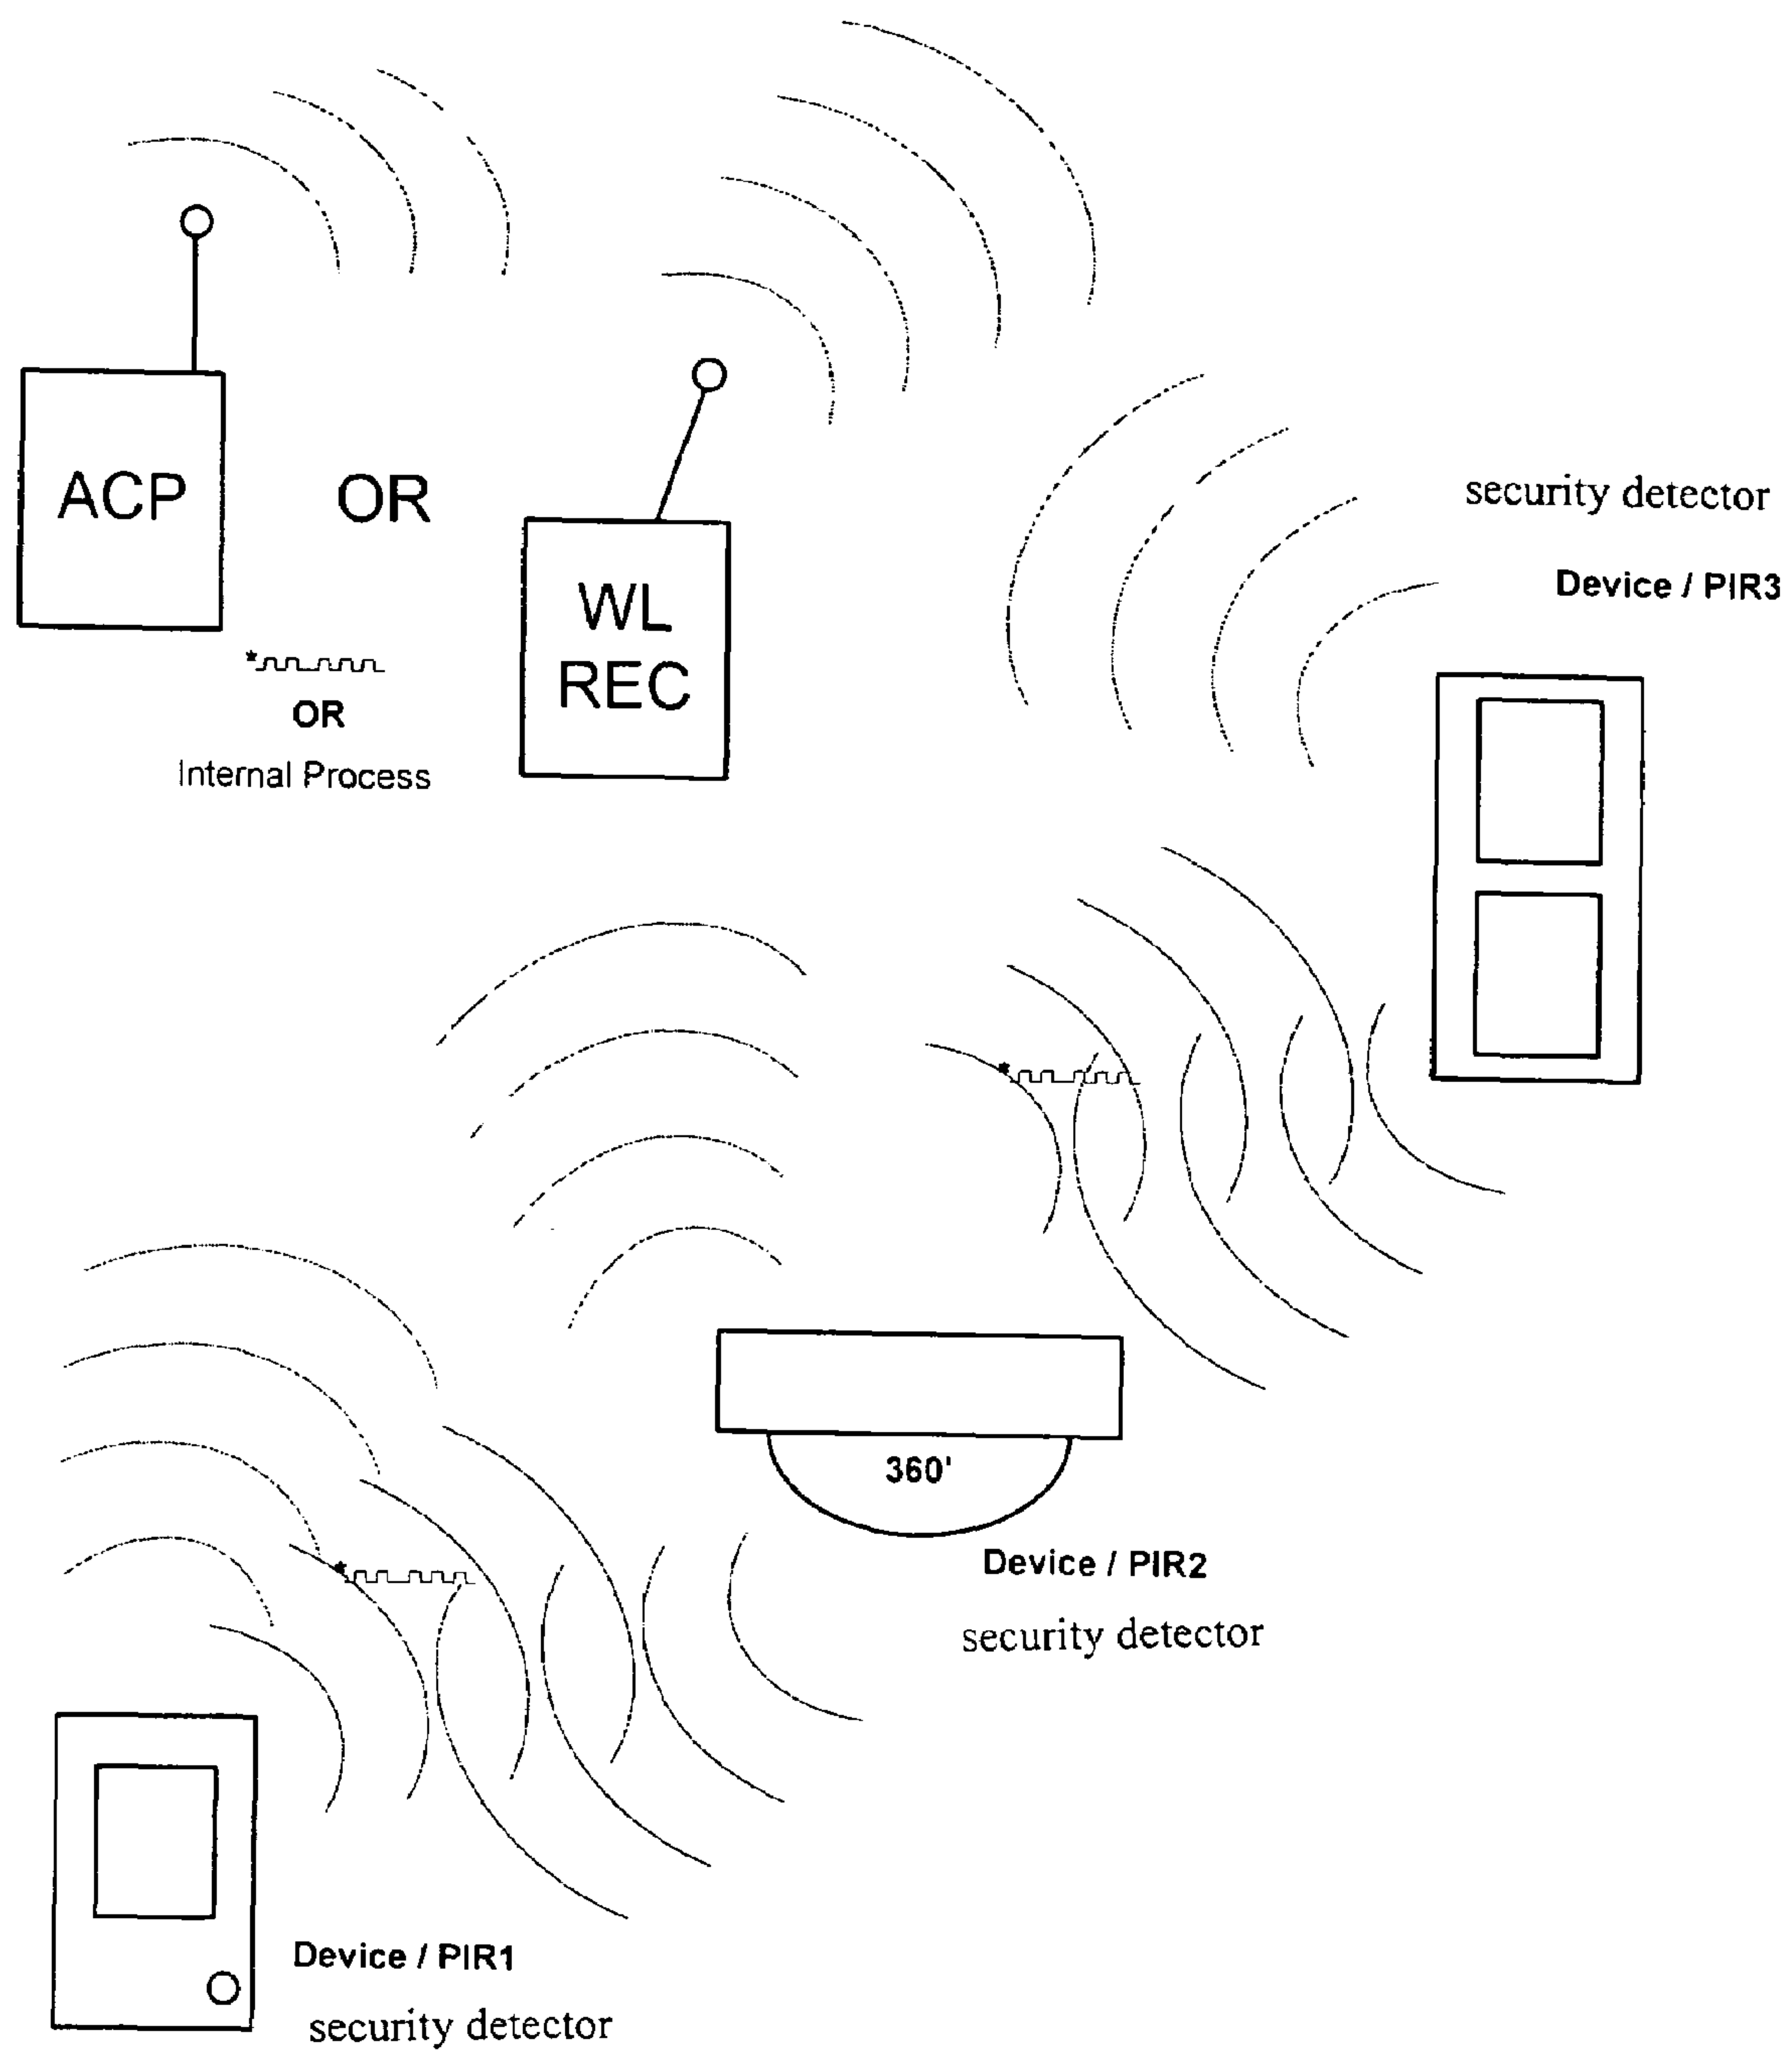 ACP
OR
WL
REC
*
OR
Internal Process
security detector
Device / PIR3
*
360'
Device / PIR2
security detector
*
Device / PIR1
security detector